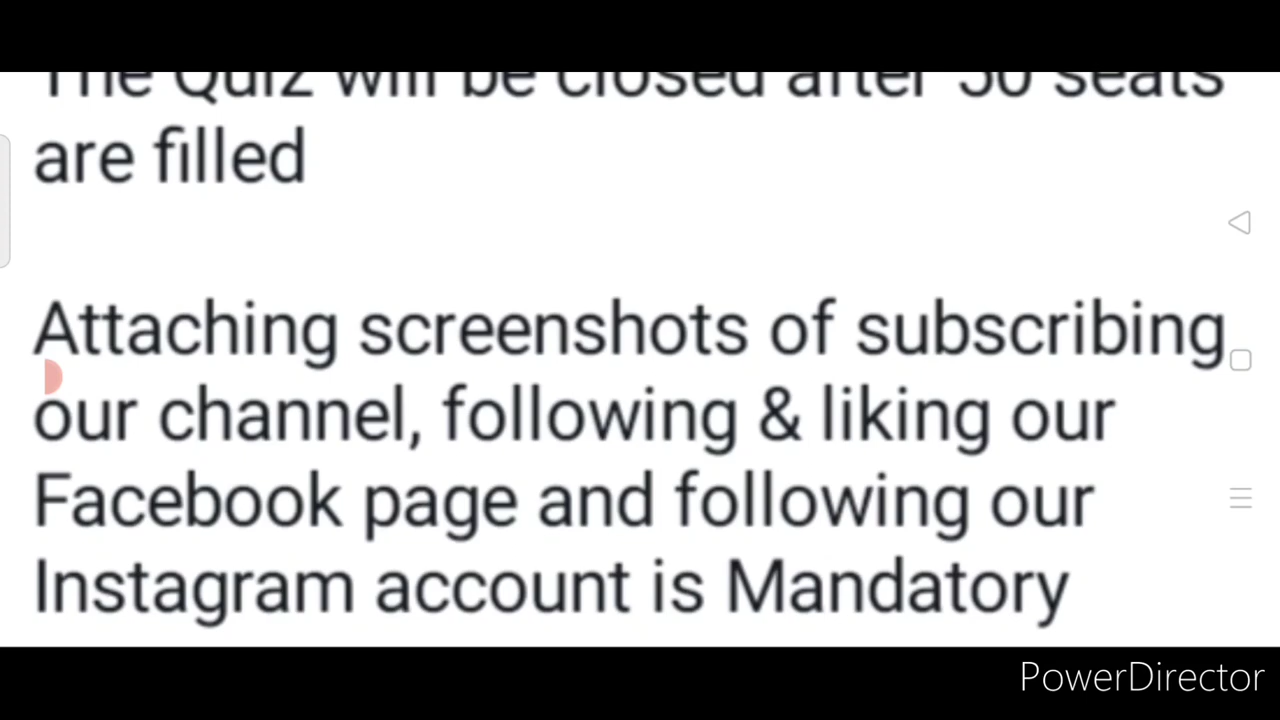 The Quiz will be closed after 50 seats
are filled
Attaching screenshots of subscribing
our channel, following & liking our
Facebook page and following our
Instagram account is Mandatory
PowerDirector